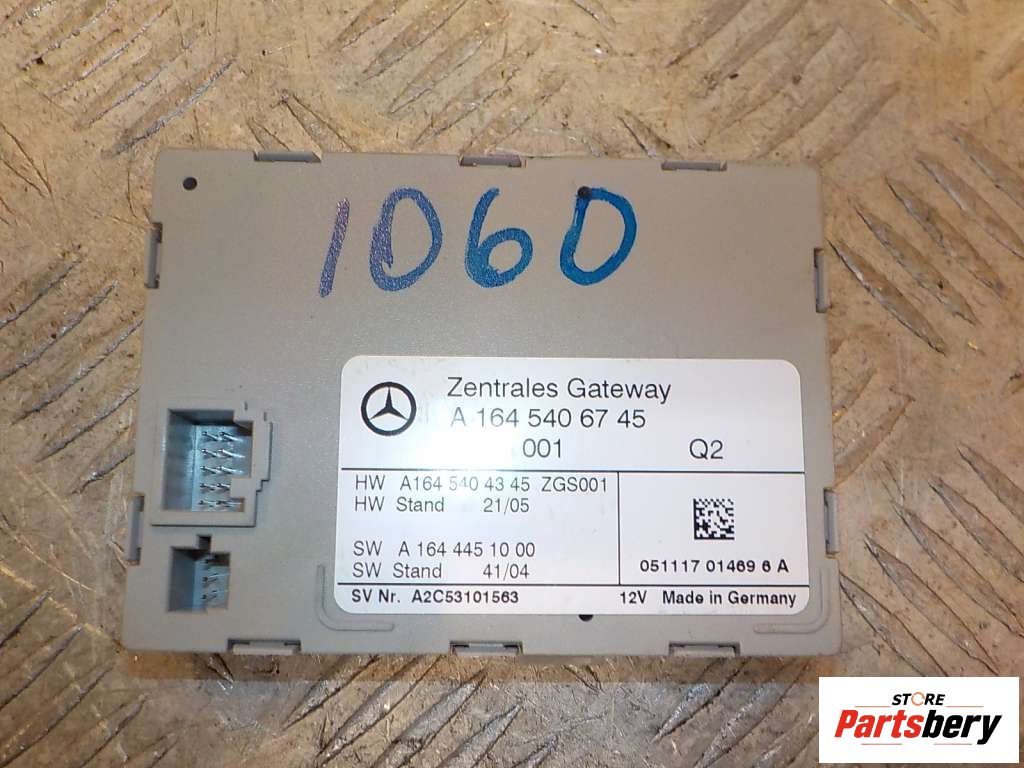 1060
Zentrales Gateway
A 164 540 67 45
001 Q2
HW A164 540 43 45 ZGS001
HW Stand 21/05
SW A 164 445 10 00
SW Stand 41/04
051117 01469 6 A
SV Nr. A2C53101563 12V Made in Germany
STORE
Partsbery